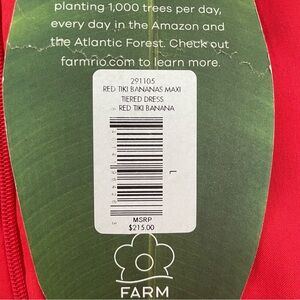 planting 1,000 trees per day,
every day in the Amazon and
the Atlantic Forest. Check out
farmrio.com to learn more.
291105
RED TIKI BANANAS MAXI
TIERED DRESS
RED TIKI BANANA
L
MSRP
$215.00
FARM